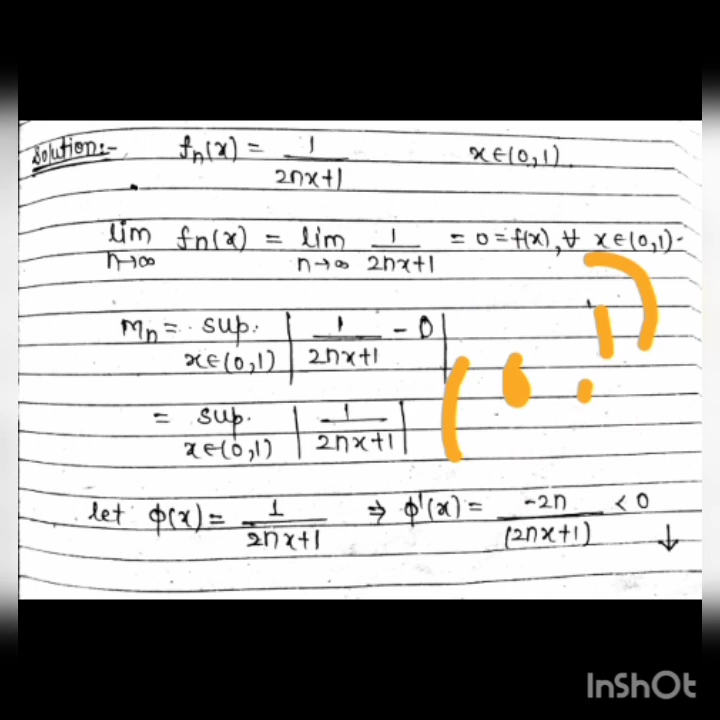 Solution:- fn(x) = 1/(2nx+1) x∈(0,1).
lim n→∞ fn(x) = lim n→∞ 1/(2nx+1) = 0 = f(x), ∀ x∈(0,1).
Mn = sup. x∈(0,1) | 1/(2nx+1) - 0 |
= sup. x∈(0,1) | 1/(2nx+1) |
(0,1)
let φ(x) = 1/(2nx+1) ⇒ φ'(x) = -2n/(2nx+1) < 0 ↓
InShOt